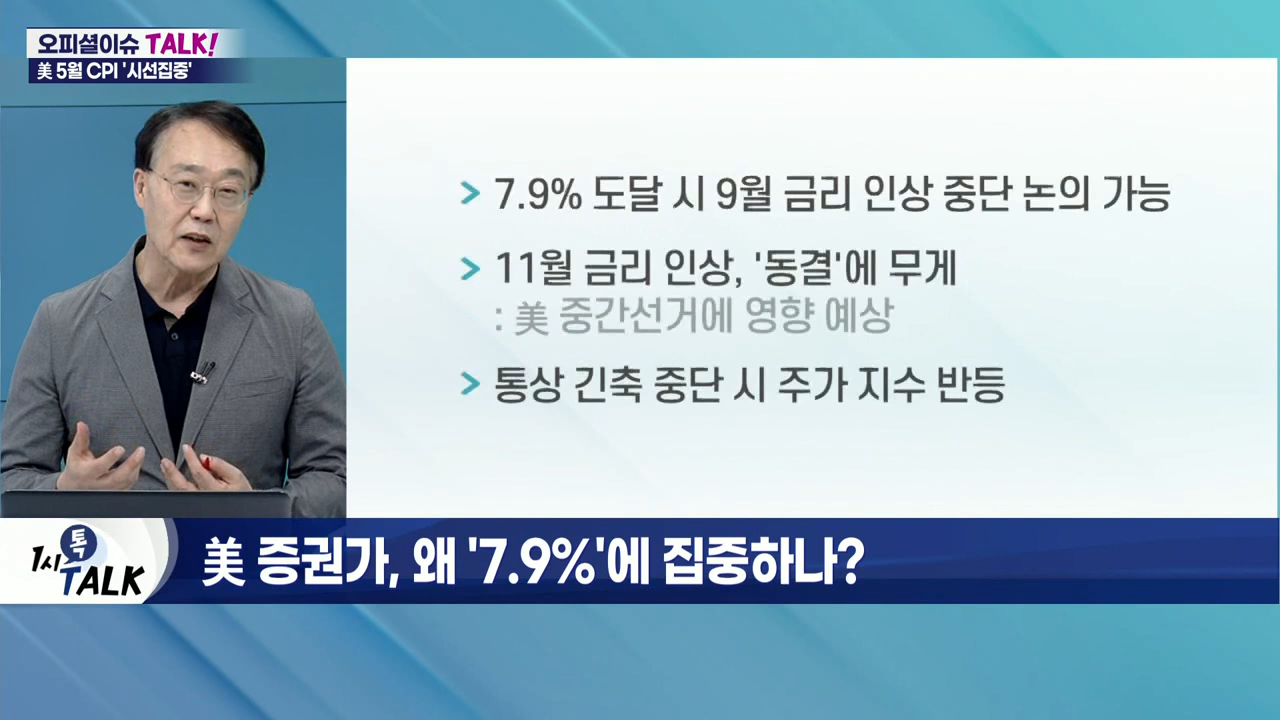 오피셜이슈 TALK!
美 5월 CPI '시선집중'
> 7.9% 도달 시 9월 금리 인상 중단 논의 가능
> 11월 금리 인상, '동결'에 무게
: 美 중간선거에 영향 예상
> 통상 긴축 중단 시 주가 지수 반등
1시 톡 TALK
美 증권가, 왜 '7.9%'에 집중하나?